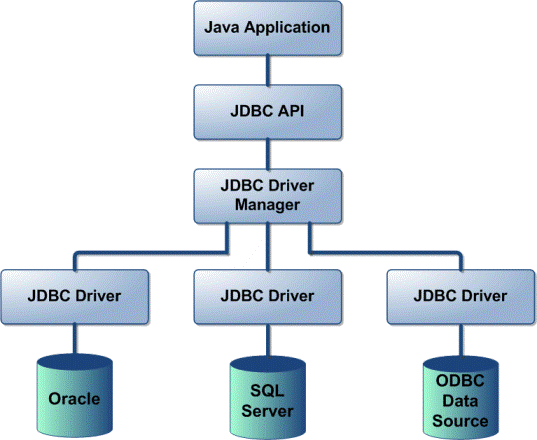 Java Application
JDBC API
JDBC Driver
Manager
JDBC Driver
JDBC Driver
JDBC Driver
Oracle
SQL
Server
ODBC
Data
Source